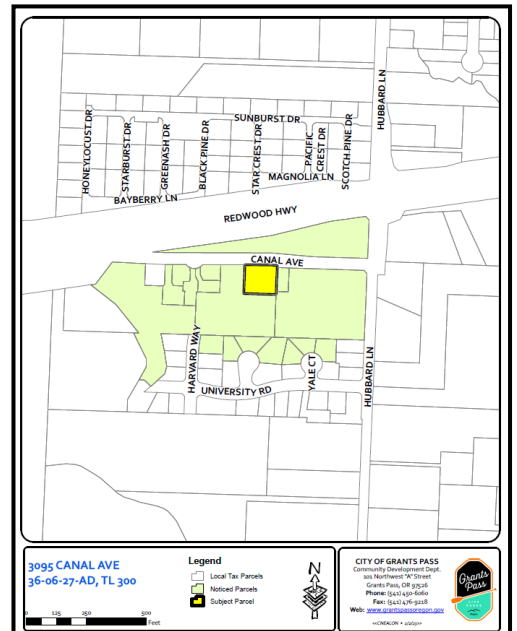 HUBBARD LN
SUNBURST DR
HONEYLOCUST DR
STARBURST DR
GREENASH DR
BLACK PINE DR
STAR CREST DR
PACIFIC
CREST DR
SCOTCH PINE DR
MAGNOLIA LN
BAYBERRY LN
REDWOOD HWY
CANAL AVE
HARVARD WAY
YALE CT
HUBBARD LN
UNIVERSITY RD
3095 CANAL AVE
36-06-27-AD, TL 300
Legend
Local Tax Parcels
Noticed Parcels
Subject Parcel
N
0 125 250 500
Feet
CITY OF GRANTS PASS
Community Development Dept.
101 Northwest "A" Street
Grants Pass, OR 97526
Phone: (541) 450-6060
Fax: (541) 476-9218
Web: www.grantspassoregon.gov
Grants
Pass